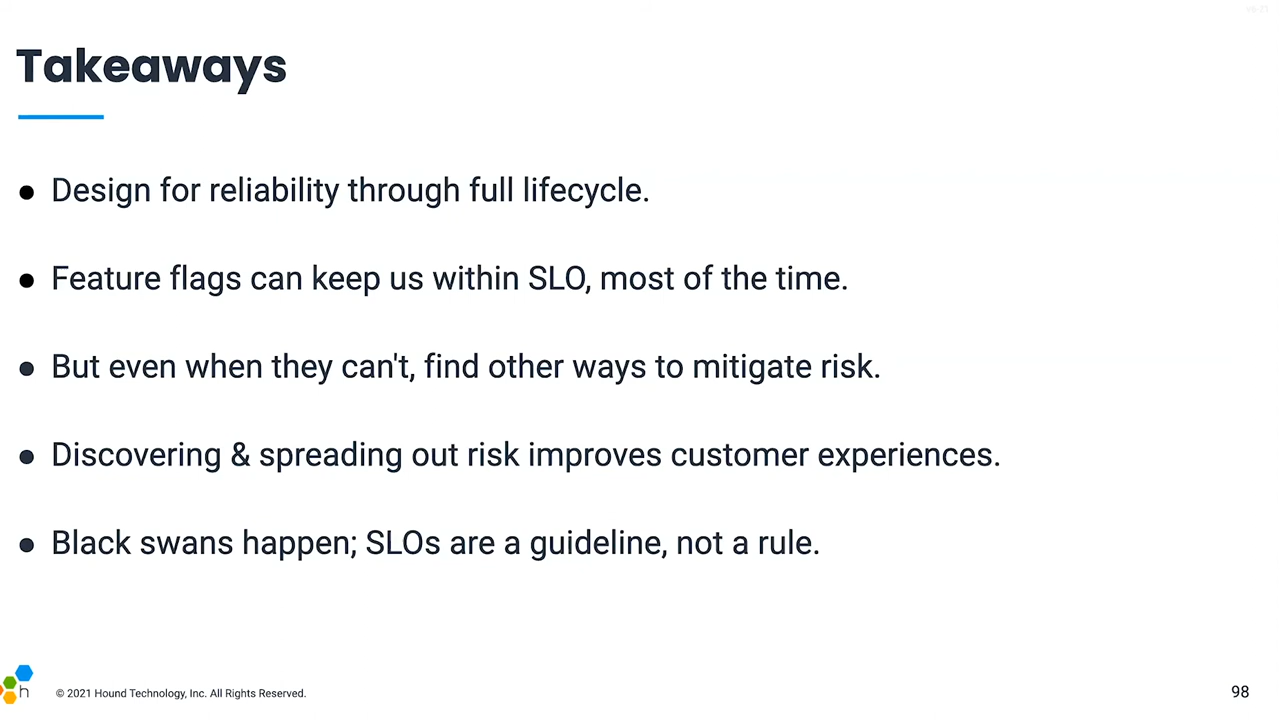 Takeaways
● Design for reliability through full lifecycle.
● Feature flags can keep us within SLO, most of the time.
● But even when they can't, find other ways to mitigate risk.
● Discovering & spreading out risk improves customer experiences.
● Black swans happen; SLOs are a guideline, not a rule.
h
© 2021 Hound Technology, Inc. All Rights Reserved.
98